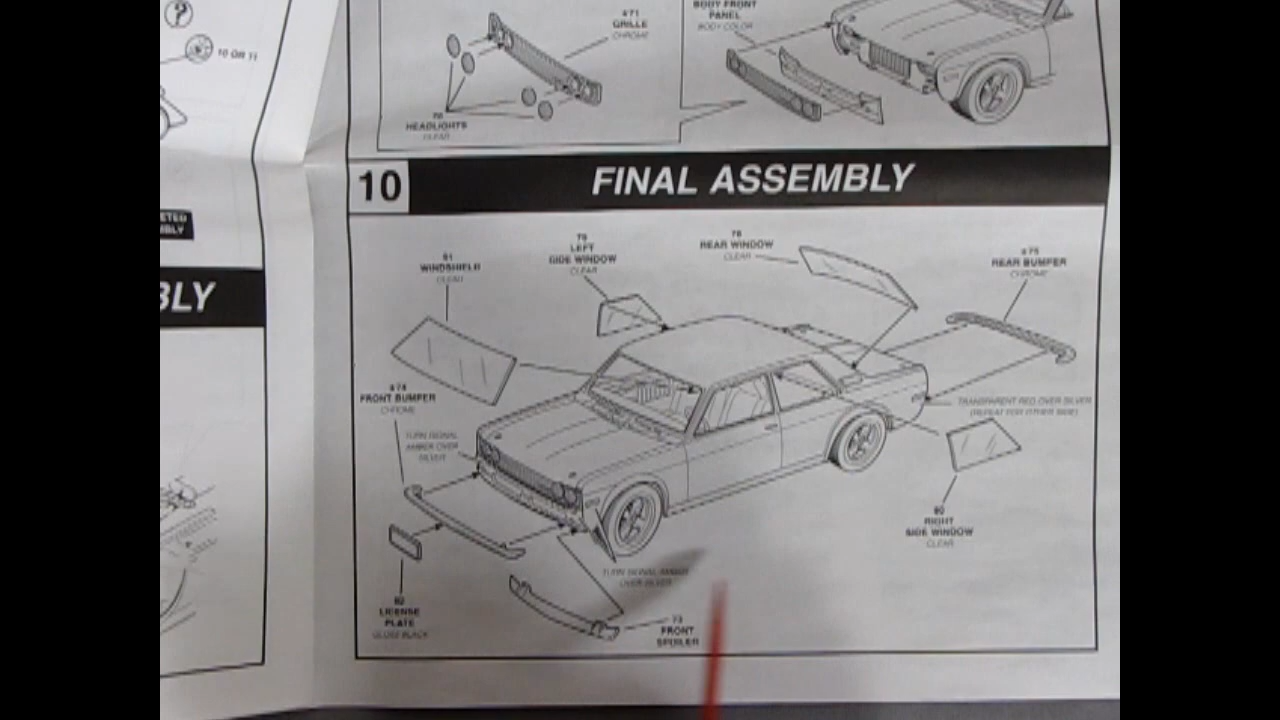 ?
10 OR 11
BLY
#71
GRILLE
CHROME
HEADLIGHTS
CLEAR
BODY FRONT
PANEL
BODY COLOR
10
FINAL ASSEMBLY
81
WINDSHIELD
CLEAR
79
LEFT
SIDE WINDOW
CLEAR
78
REAR WINDOW
CLEAR
#75
REAR BUMPER
CHROME
#74
FRONT BUMPER
CHROME
TURN SIGNAL
AMBER OVER
SILVER
TRANSPARENT RED OVER SILVER
(REPEAT FOR OTHER SIDE)
80
RIGHT
SIDE WINDOW
CLEAR
TURN SIGNAL AMBER
OVER SILVER
82
LICENSE
PLATE
GLOSS BLACK
73
FRONT
SPOILER